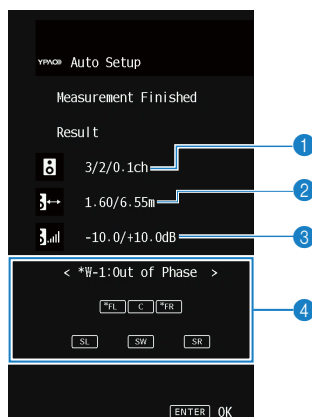 YPAO Auto Setup
Measurement Finished
Result
3/2/0.1ch 1
1.60/6.55m 2
-10.0/+10.0dB 3
< *W-1:Out of Phase >
*FL C *FR 4
SL SW SR
ENTER OK